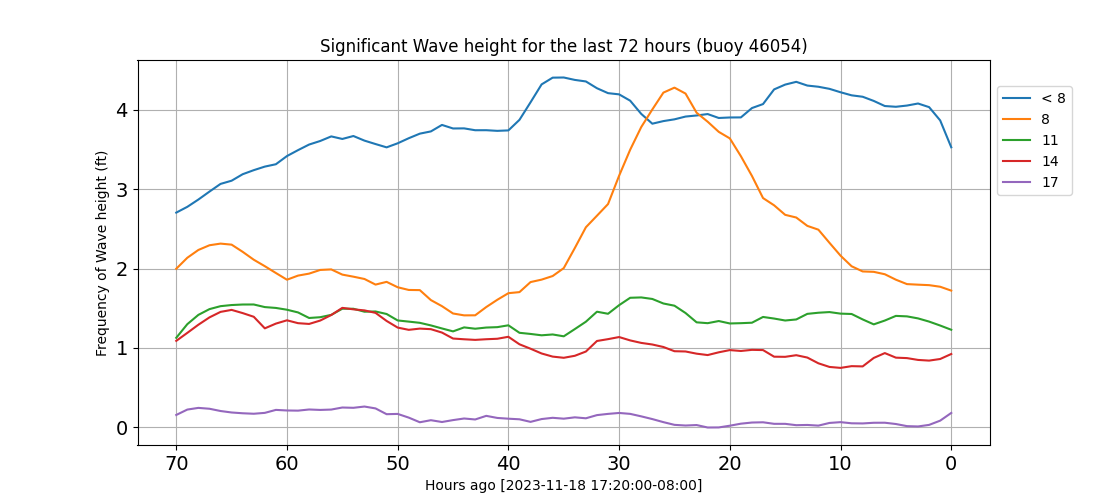 Significant Wave height for the last 72 hours (buoy 46054)
Frequency of Wave height (ft)
4
3
2
1
0
70 60 50 40 30 20 10 0
Hours ago [2023-11-18 17:20:00-08:00]
< 8
8
11
14
17